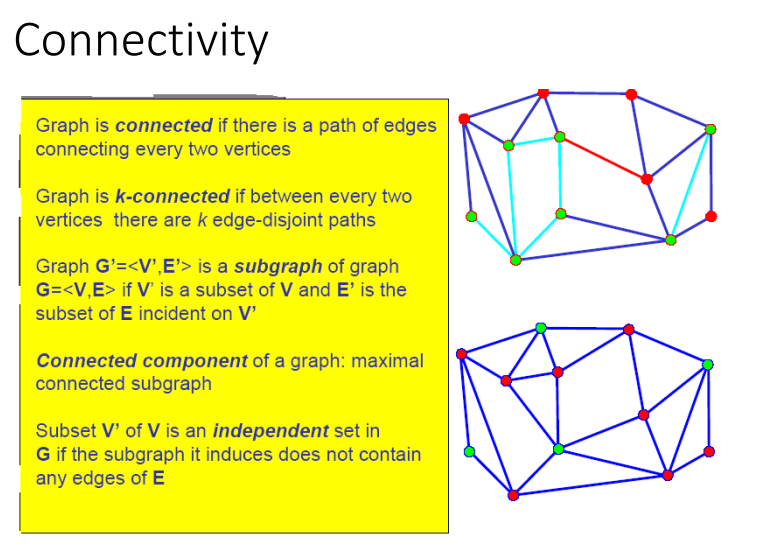 Connectivity
Graph is connected if there is a path of edges
connecting every two vertices
Graph is k-connected if between every two
vertices there are k edge-disjoint paths
Graph G’=<V’,E’> is a subgraph of graph
G=<V,E> if V’ is a subset of V and E’ is the
subset of E incident on V’
Connected component of a graph: maximal
connected subgraph
Subset V’ of V is an independent set in
G if the subgraph it induces does not contain
any edges of E